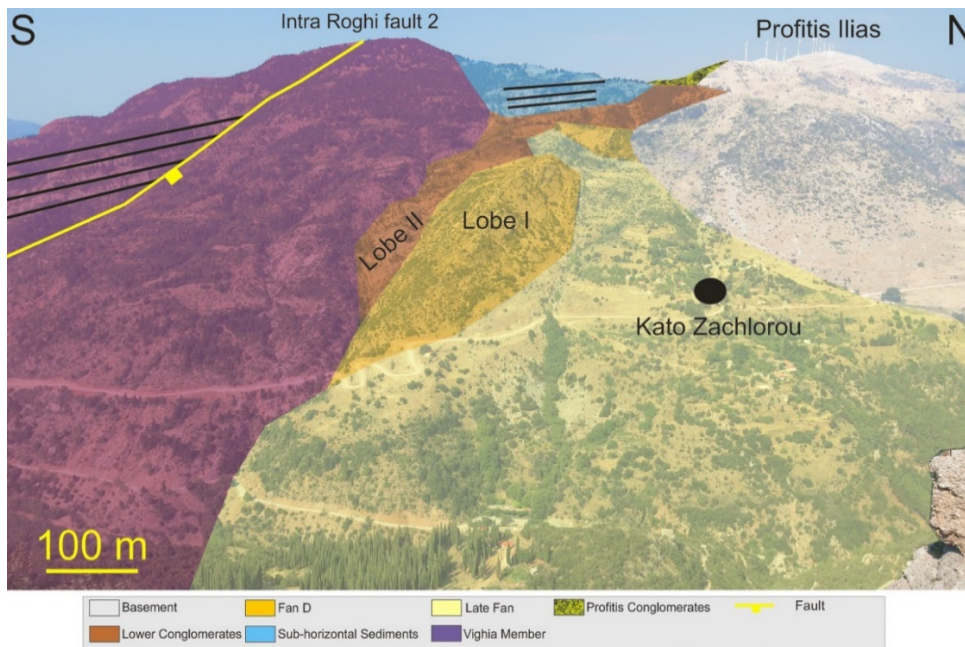 S
Intra Roghi fault 2
Profitis Ilias
N
Lobe II
Lobe I
Kato Zachlorou
100 m
Basement
Fan D
Late Fan
Profitis Conglomerates
Fault
Lower Conglomerates
Sub-horizontal Sediments
Vighia Member